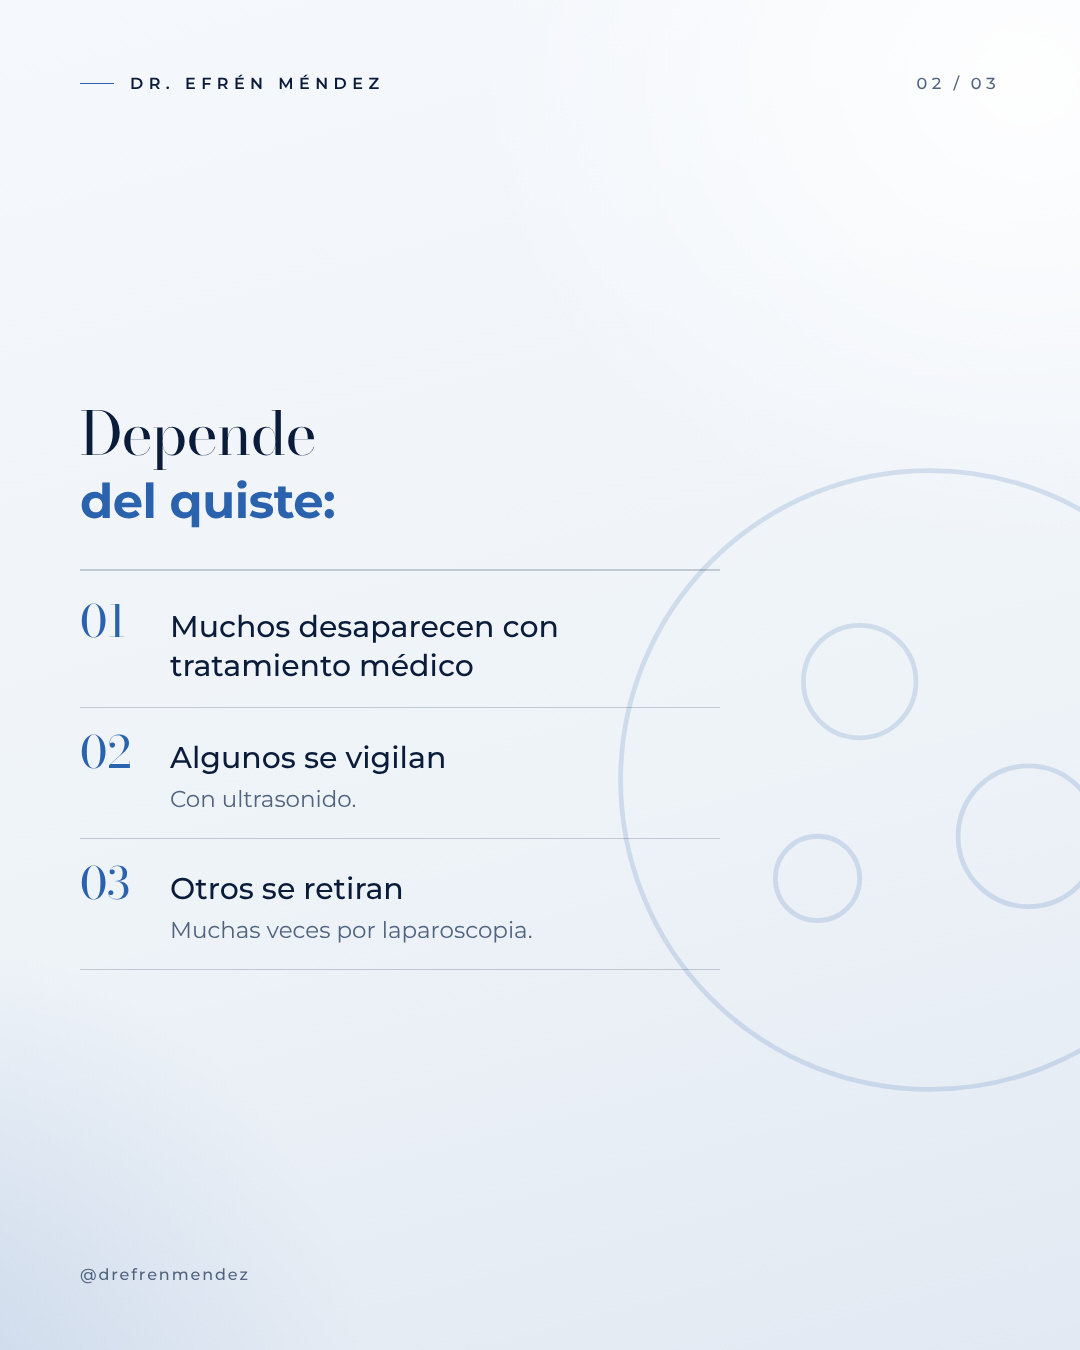 DR. EFRÉN MÉNDEZ
02 / 03
Depende
del quiste:
01
Muchos desaparecen con
tratamiento médico
02
Algunos se vigilan
Con ultrasonido.
03
Otros se retiran
Muchas veces por laparoscopia.
@drefrenmendez